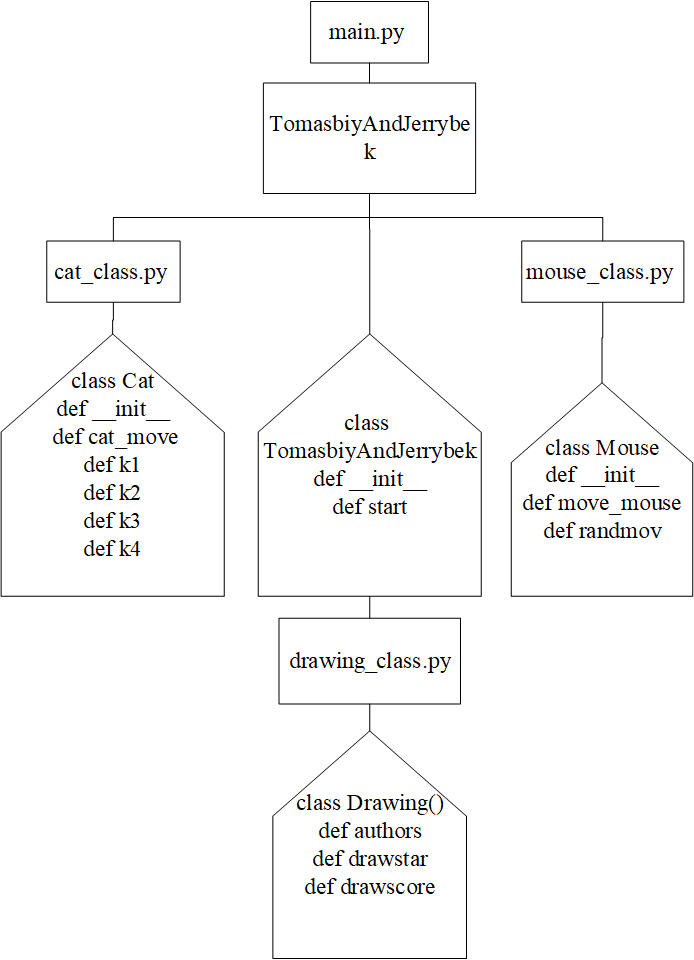 main.py
TomasbiyAndJerrybe
k
cat_class.py
mouse_class.py
class Cat
def __init__
def cat_move
def k1
def k2
def k3
def k4
class
TomasbiyAndJerrybek
def __init__
def start
class Mouse
def __init__
def move_mouse
def randmov
drawing_class.py
class Drawing()
def authors
def drawstar
def drawscore